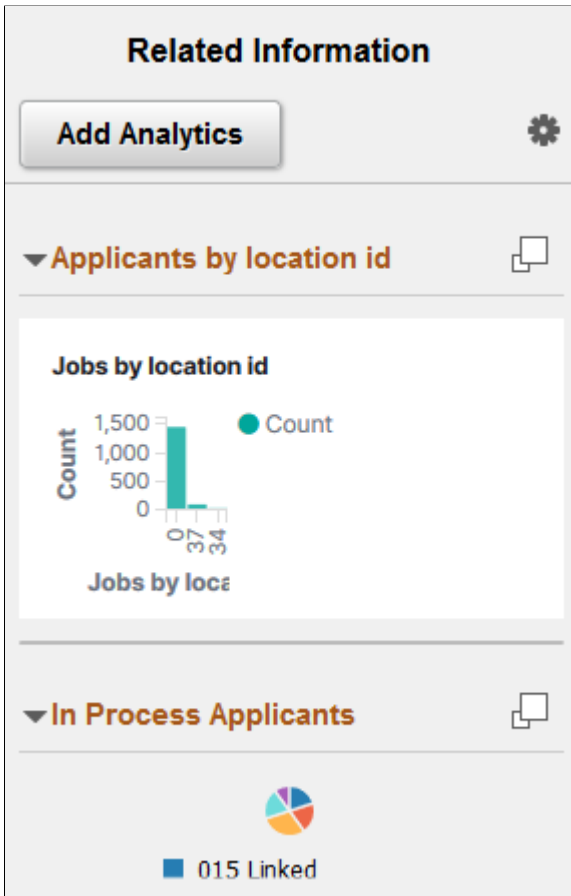 Related Information
Add Analytics
Applicants by location id
Jobs by location id
Count
1,500
1,000
500
0
Count
0
37
34
Jobs by loca
In Process Applicants
015 Linked